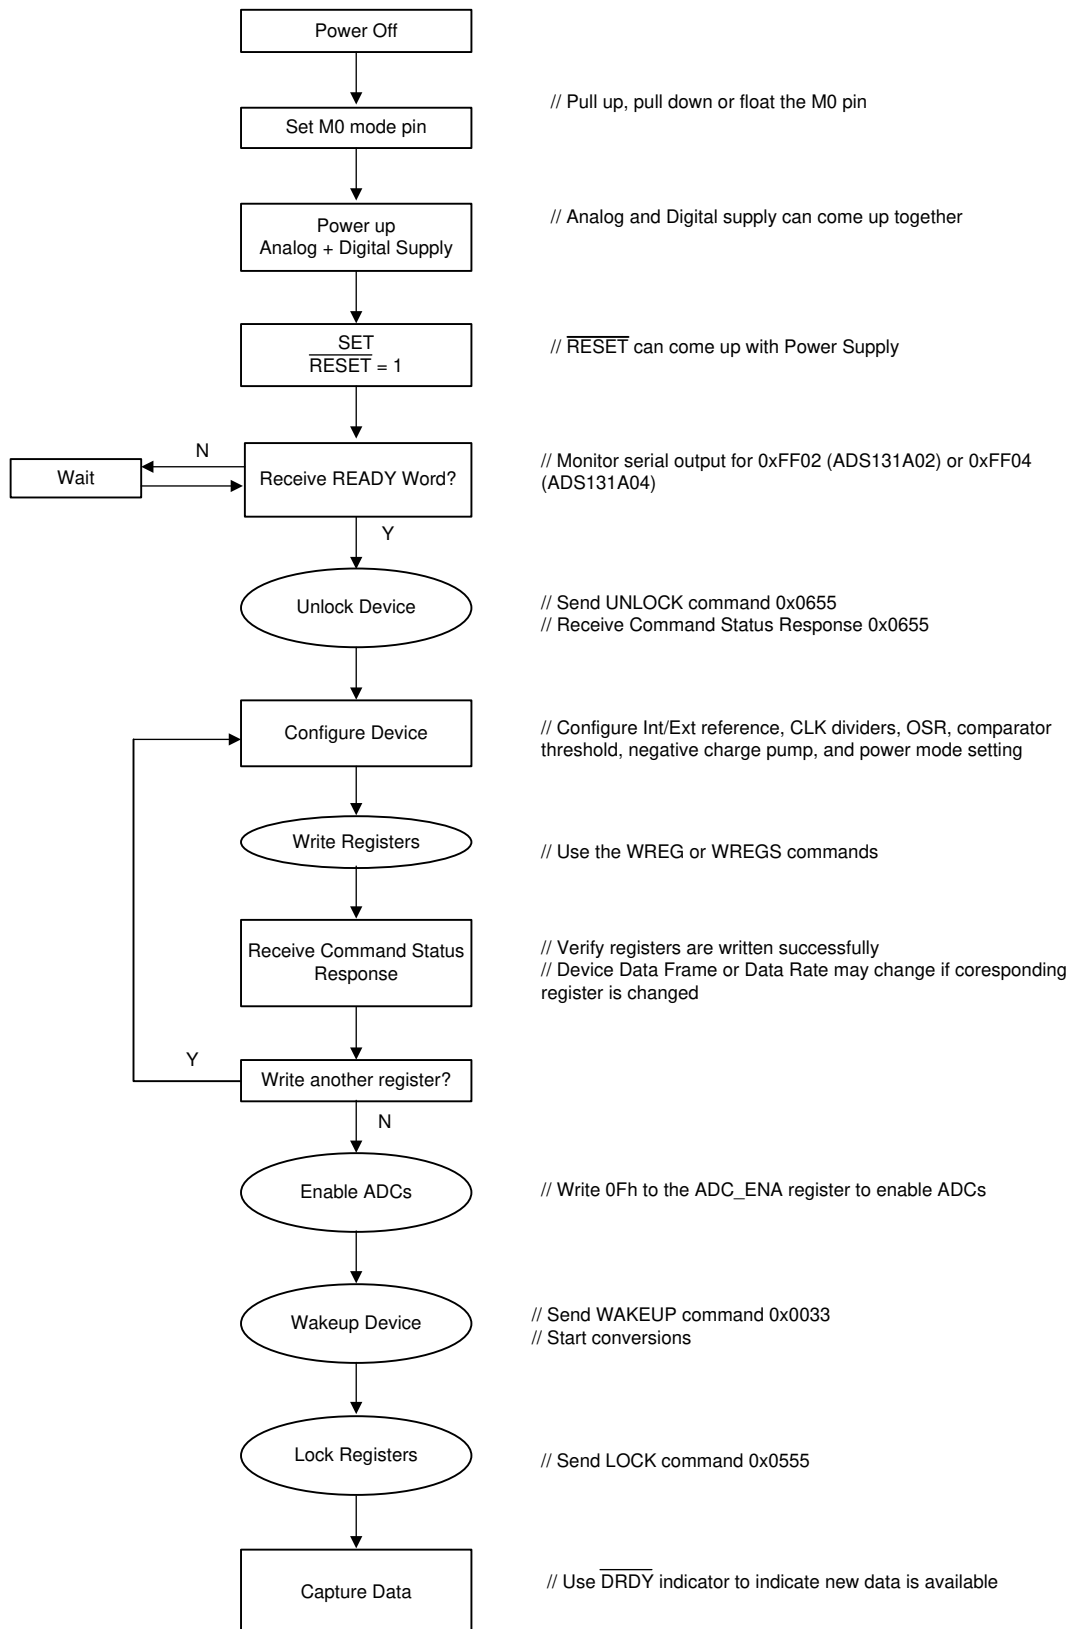 Power Off
// Pull up, pull down or float the M0 pin
Set M0 mode pin
Power up
Analog + Digital Supply
// Analog and Digital supply can come up together
SET
R̅E̅S̅E̅T̅ = 1
// R̅E̅S̅E̅T̅ can come up with Power Supply
N
Wait
Receive READY Word?
// Monitor serial output for 0xFF02 (ADS131A02) or 0xFF04
(ADS131A04)
Y
Unlock Device
// Send UNLOCK command 0x0655
// Receive Command Status Response 0x0655
Configure Device
// Configure Int/Ext reference, CLK dividers, OSR, comparator
threshold, negative charge pump, and power mode setting
Write Registers
// Use the WREG or WREGS commands
Receive Command Status
Response
// Verify registers are written successfully
// Device Data Frame or Data Rate may change if coresponding
register is changed
Y
Write another register?
N
Enable ADCs
// Write 0Fh to the ADC_ENA register to enable ADCs
Wakeup Device
// Send WAKEUP command 0x0033
// Start conversions
Lock Registers
// Send LOCK command 0x0555
Capture Data
// Use D̅R̅D̅Y̅ indicator to indicate new data is available